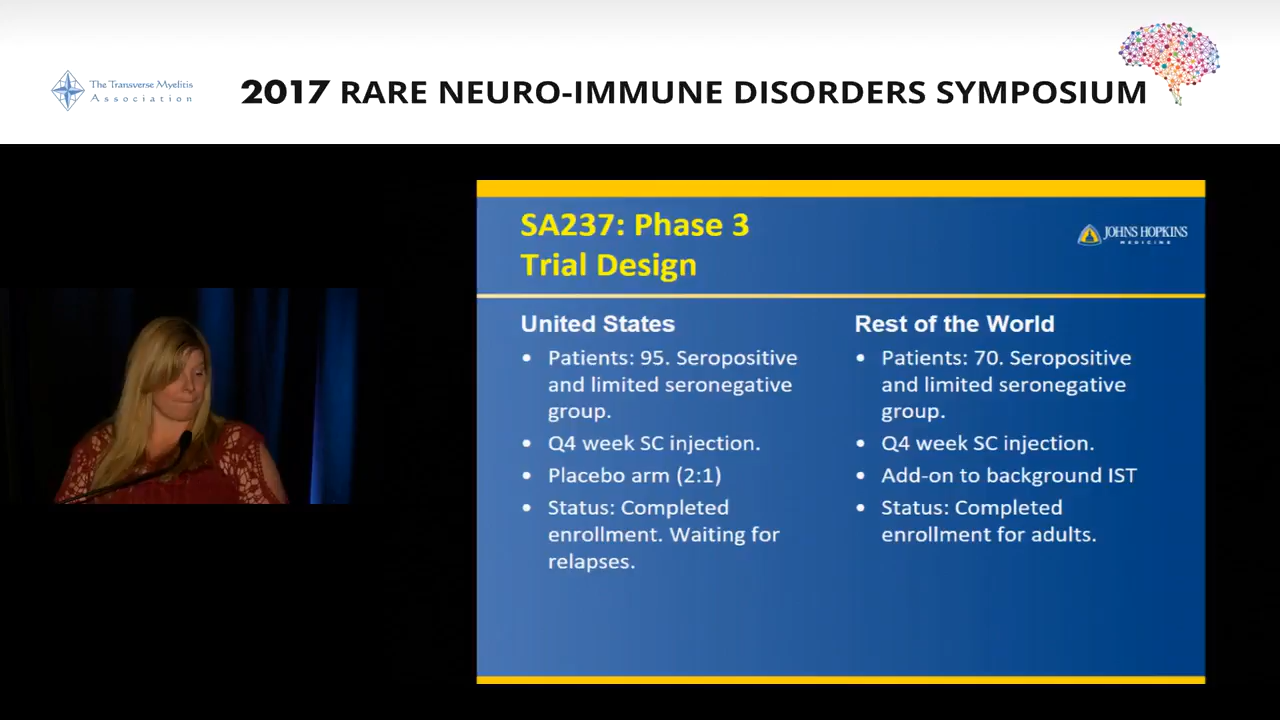 The Transverse Myelitis
Association
2017 RARE NEURO-IMMUNE DISORDERS SYMPOSIUM
SA237: Phase 3
Trial Design
JOHNS HOPKINS
MEDICINE
United States
• Patients: 95. Seropositive
and limited seronegative
group.
• Q4 week SC injection.
• Placebo arm (2:1)
• Status: Completed
enrollment. Waiting for
relapses.
Rest of the World
• Patients: 70. Seropositive
and limited seronegative
group.
• Q4 week SC injection.
• Add-on to background IST
• Status: Completed
enrollment for adults.